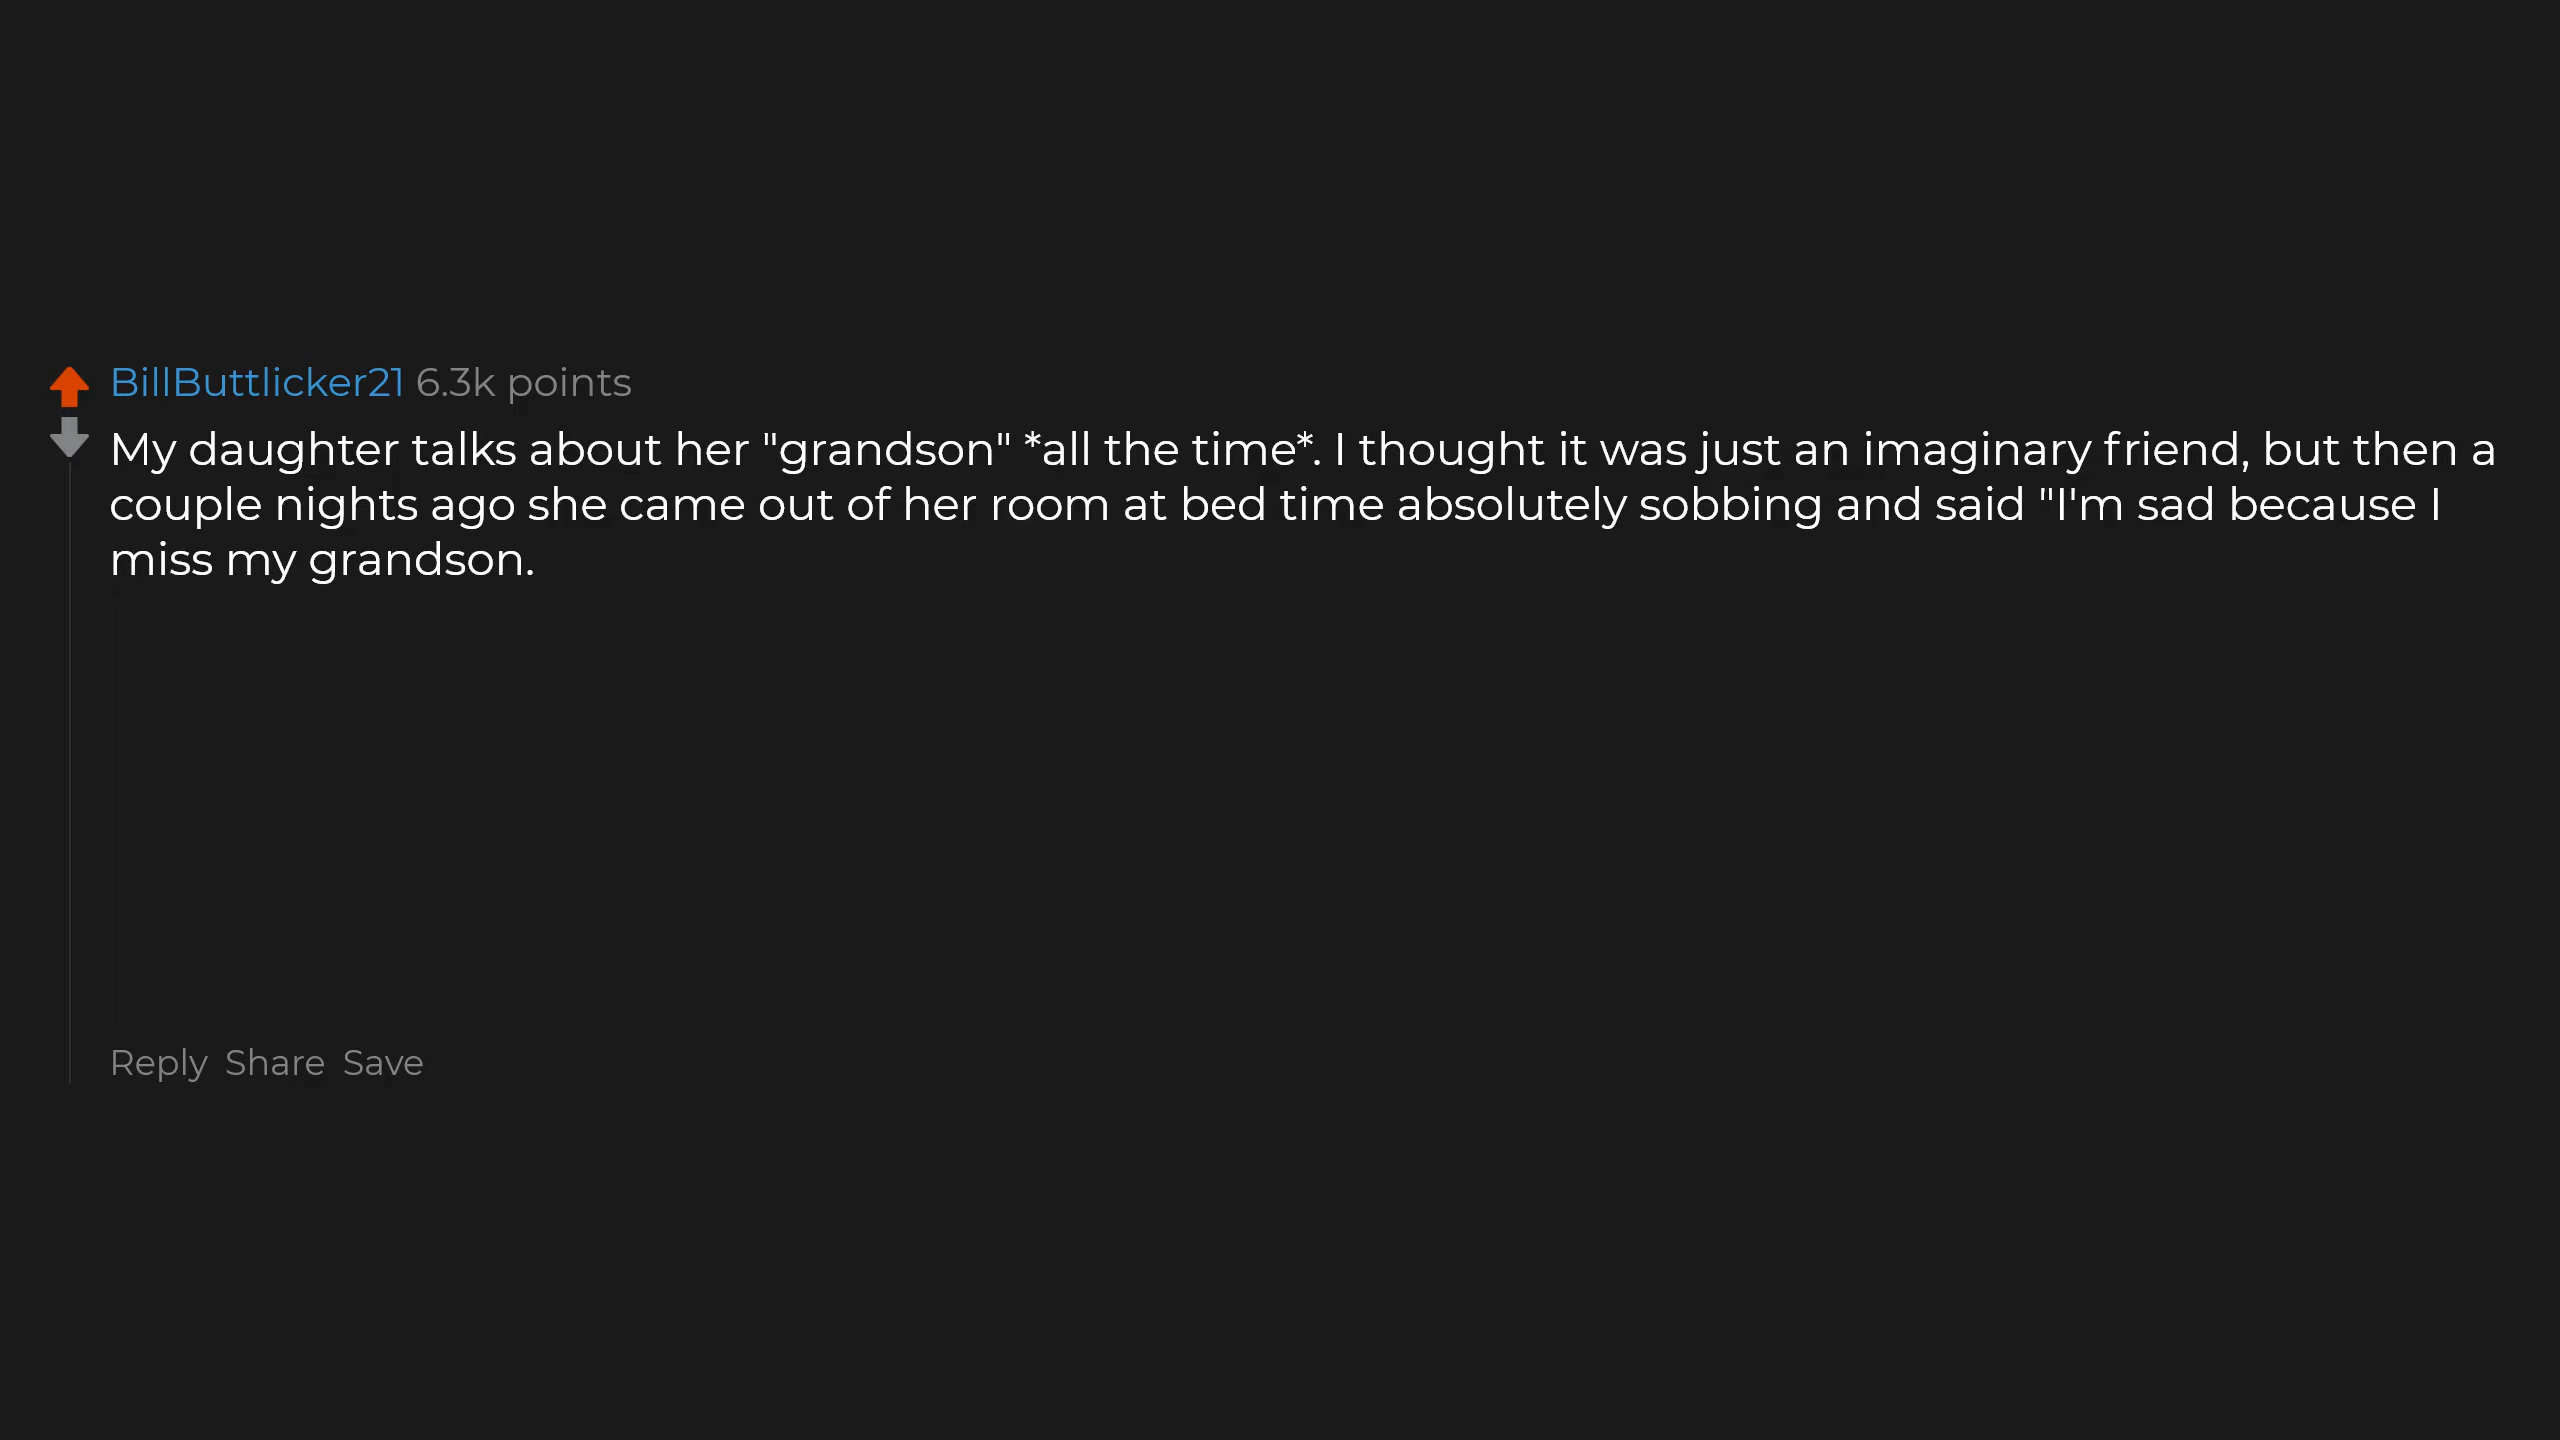 BillButtlicker21 6.3k points
My daughter talks about her "grandson" *all the time*. I thought it was just an imaginary friend, but then a
couple nights ago she came out of her room at bed time absolutely sobbing and said "I'm sad because I
miss my grandson.
Reply Share Save